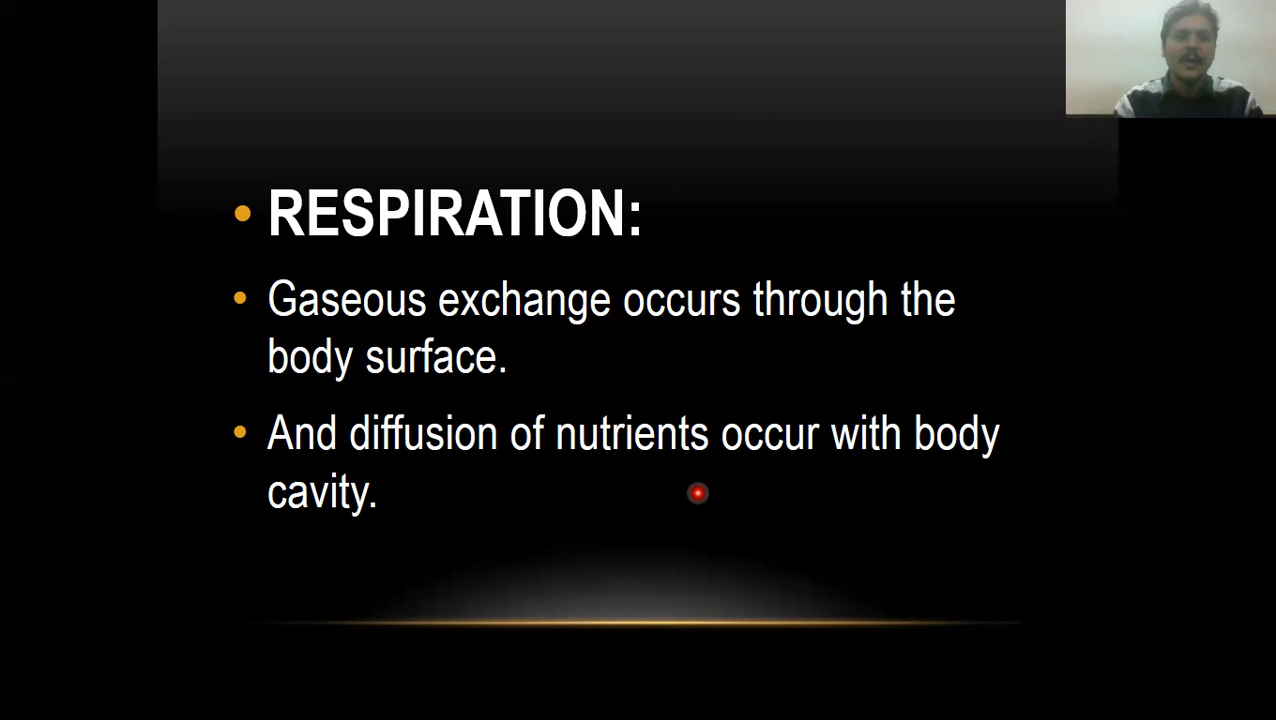 • RESPIRATION:
• Gaseous exchange occurs through the
body surface.
• And diffusion of nutrients occur with body
cavity.